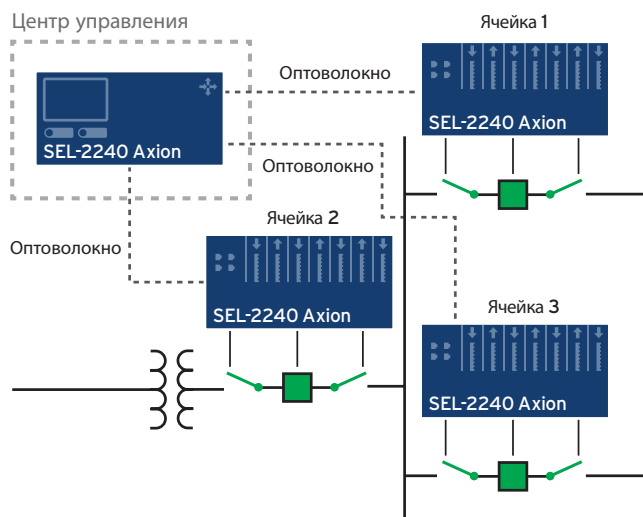 Центр управления
SEL-2240 Axion
Оптоволокно
Ячейка 1
SEL-2240 Axion
Оптоволокно
Оптоволокно
Ячейка 2
SEL-2240 Axion
Ячейка 3
SEL-2240 Axion